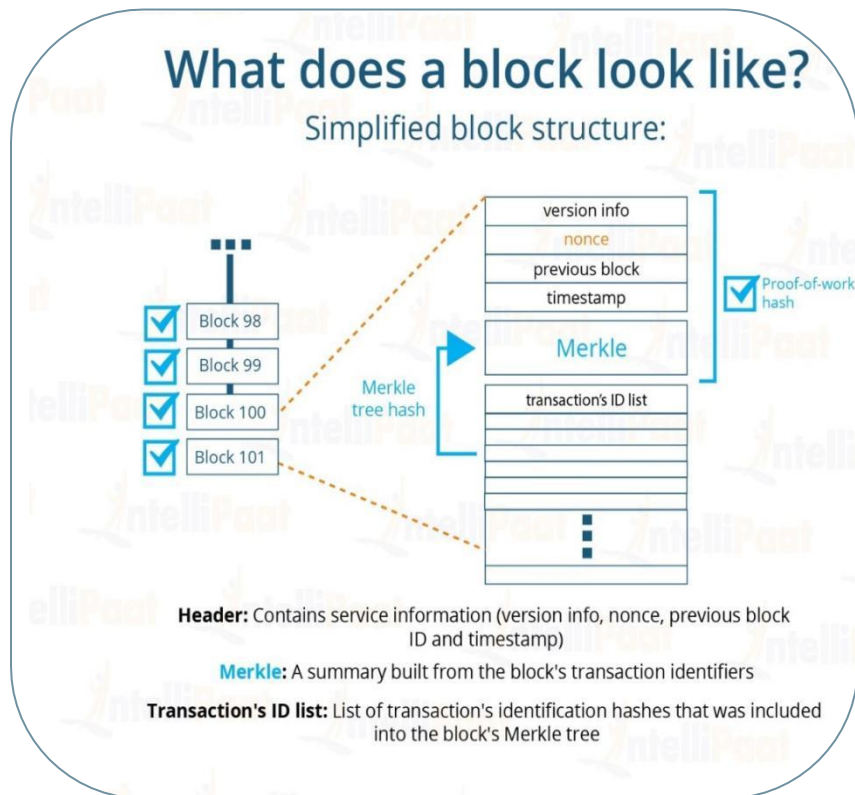 What does a block look like?
Simplified block structure:
version info
nonce
previous block
timestamp
Proof-of-work
hash
Merkle
Merkle
tree hash
transaction's ID list
Block 98
Block 99
Block 100
Block 101
Header: Contains service information (version info, nonce, previous block
ID and timestamp)
Merkle: A summary built from the block's transaction identifiers
Transaction's ID list: List of transaction's identification hashes that was included
into the block's Merkle tree
IntelliPaat